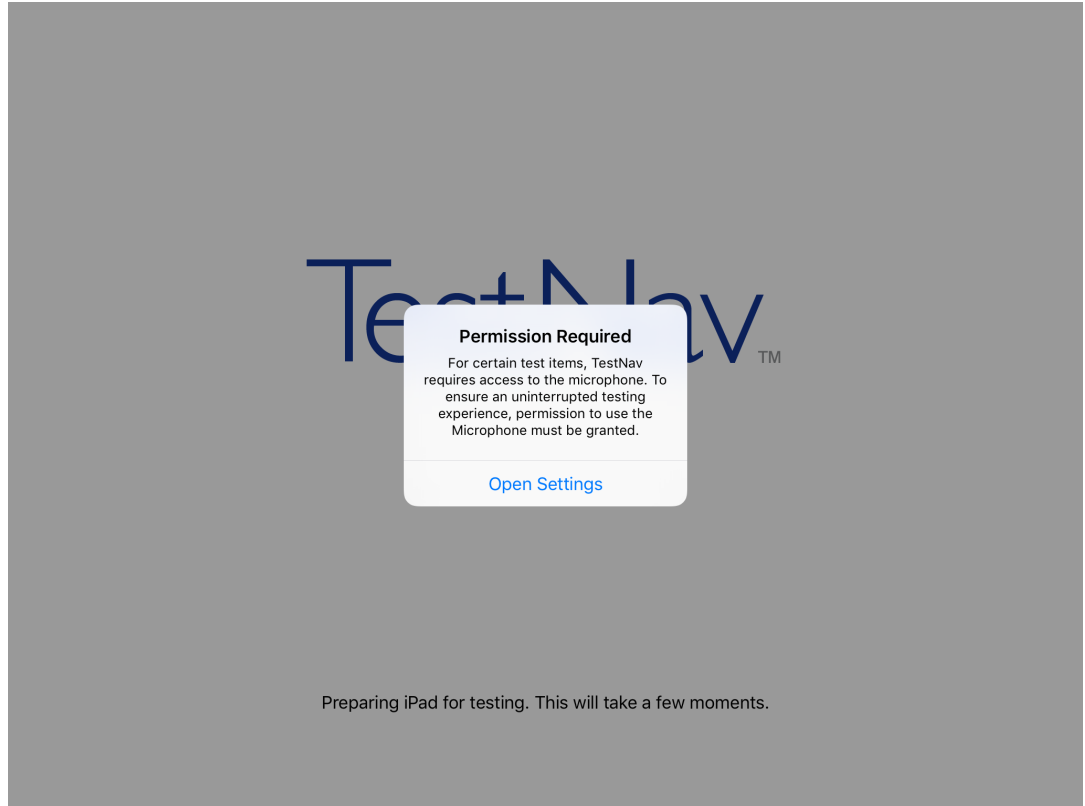 TestNav™
Permission Required
For certain test items, TestNav
requires access to the microphone. To
ensure an uninterrupted testing
experience, permission to use the
Microphone must be granted.
Open Settings
Preparing iPad for testing. This will take a few moments.